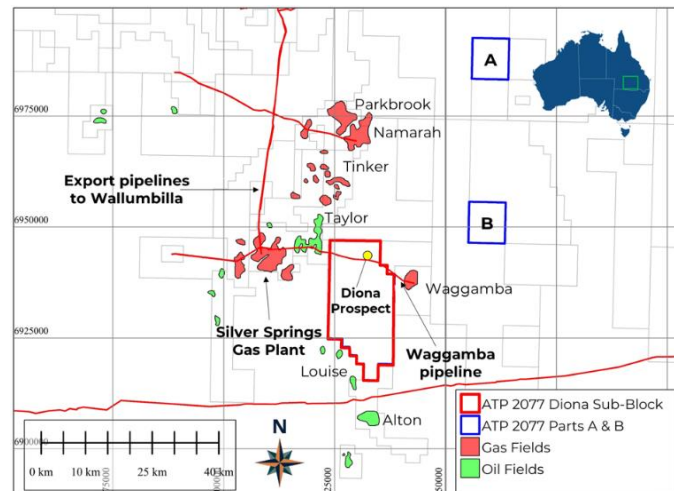 A
Parkbrook
6975000
Namarah
Tinker
Export pipelines
to Wallumbilla
B
6950000
Taylor
Diona
Prospect
Waggamba
Silver Springs
Gas Plant
Waggamba
pipeline
6925000
Louise
ATP 2077 Diona Sub-Block
ATP 2077 Parts A & B
Gas Fields
Oil Fields
Alton
N
6900000
0 km 10 km 25 km 40 km